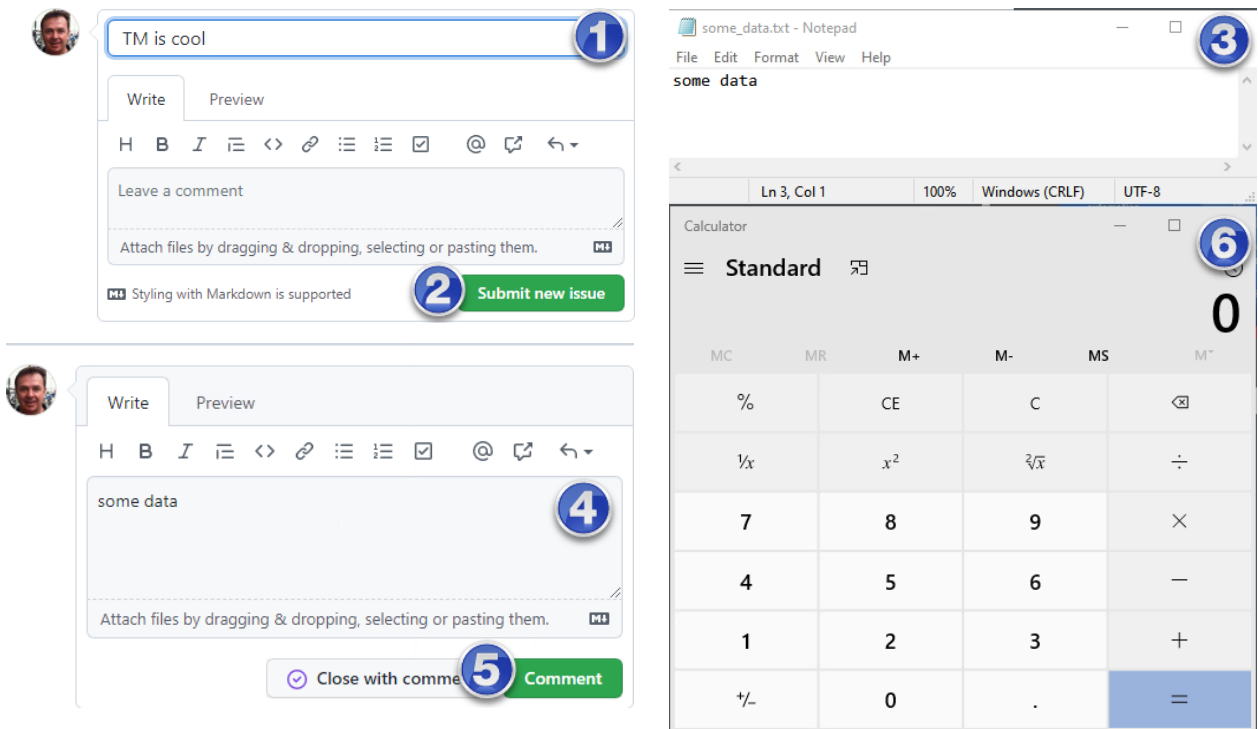 TM is cool
1
Write Preview
H B I @
Leave a comment
Attach files by dragging & dropping, selecting or pasting them.
Styling with Markdown is supported
2
Submit new issue
Write Preview
H B I @
some data
4
Attach files by dragging & dropping, selecting or pasting them.
Close with comme
5
Comment
some_data.txt - Notepad
3
File Edit Format View Help
some data
Ln 3, Col 1 100% Windows (CRLF) UTF-8
Calculator
6
Standard
0
MC MR M+ M- MS M
% CE C
1/x x² ²√x ÷
7 8 9 ×
4 5 6 −
1 2 3 +
+/− 0 . =